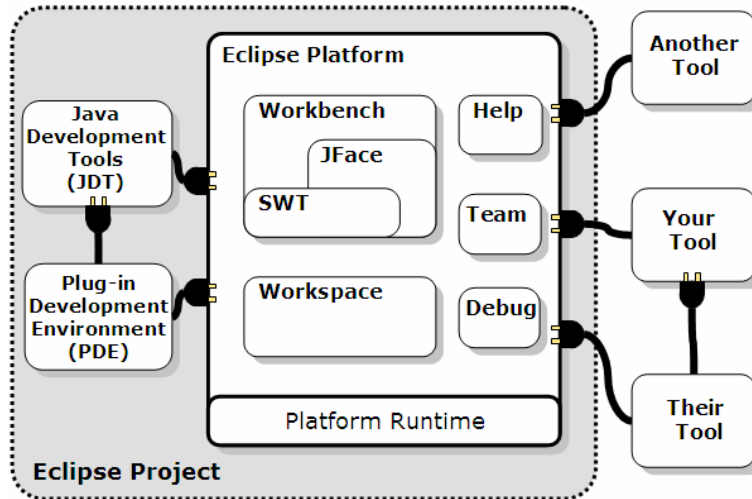 Eclipse Platform
Another
Tool
Java
Development
Tools
(JDT)
Workbench
JFace
SWT
Help
Team
Your
Tool
Plug-in
Development
Environment
(PDE)
Workspace
Debug
Their
Tool
Platform Runtime
Eclipse Project